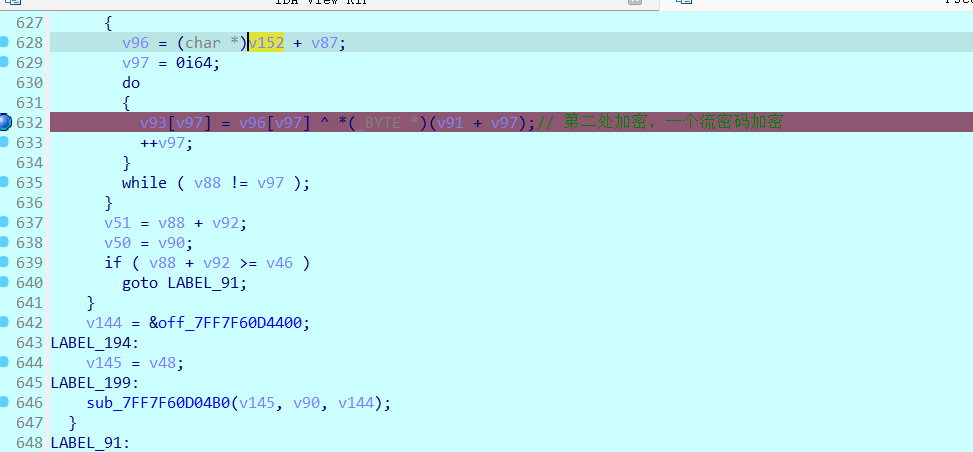 IDA View-RIP
627 {
628 v96 = (char *)v152 + v87;
629 v97 = 0i64;
630 do
631 {
632 v93[v97] = v96[v97] ^ *(_BYTE *)(v91 + v97);// 第二处加密，一个流密码加密
633 ++v97;
634 }
635 while ( v88 != v97 );
636 }
637 v51 = v88 + v92;
638 v50 = v90;
639 if ( v88 + v92 >= v46 )
640 goto LABEL_91;
641 }
642 v144 = &off_7FF7F60D4400;
643 LABEL_194:
644 v145 = v48;
645 LABEL_199:
646 sub_7FF7F60D04B0(v145, v90, v144);
647 }
648 LABEL_91: